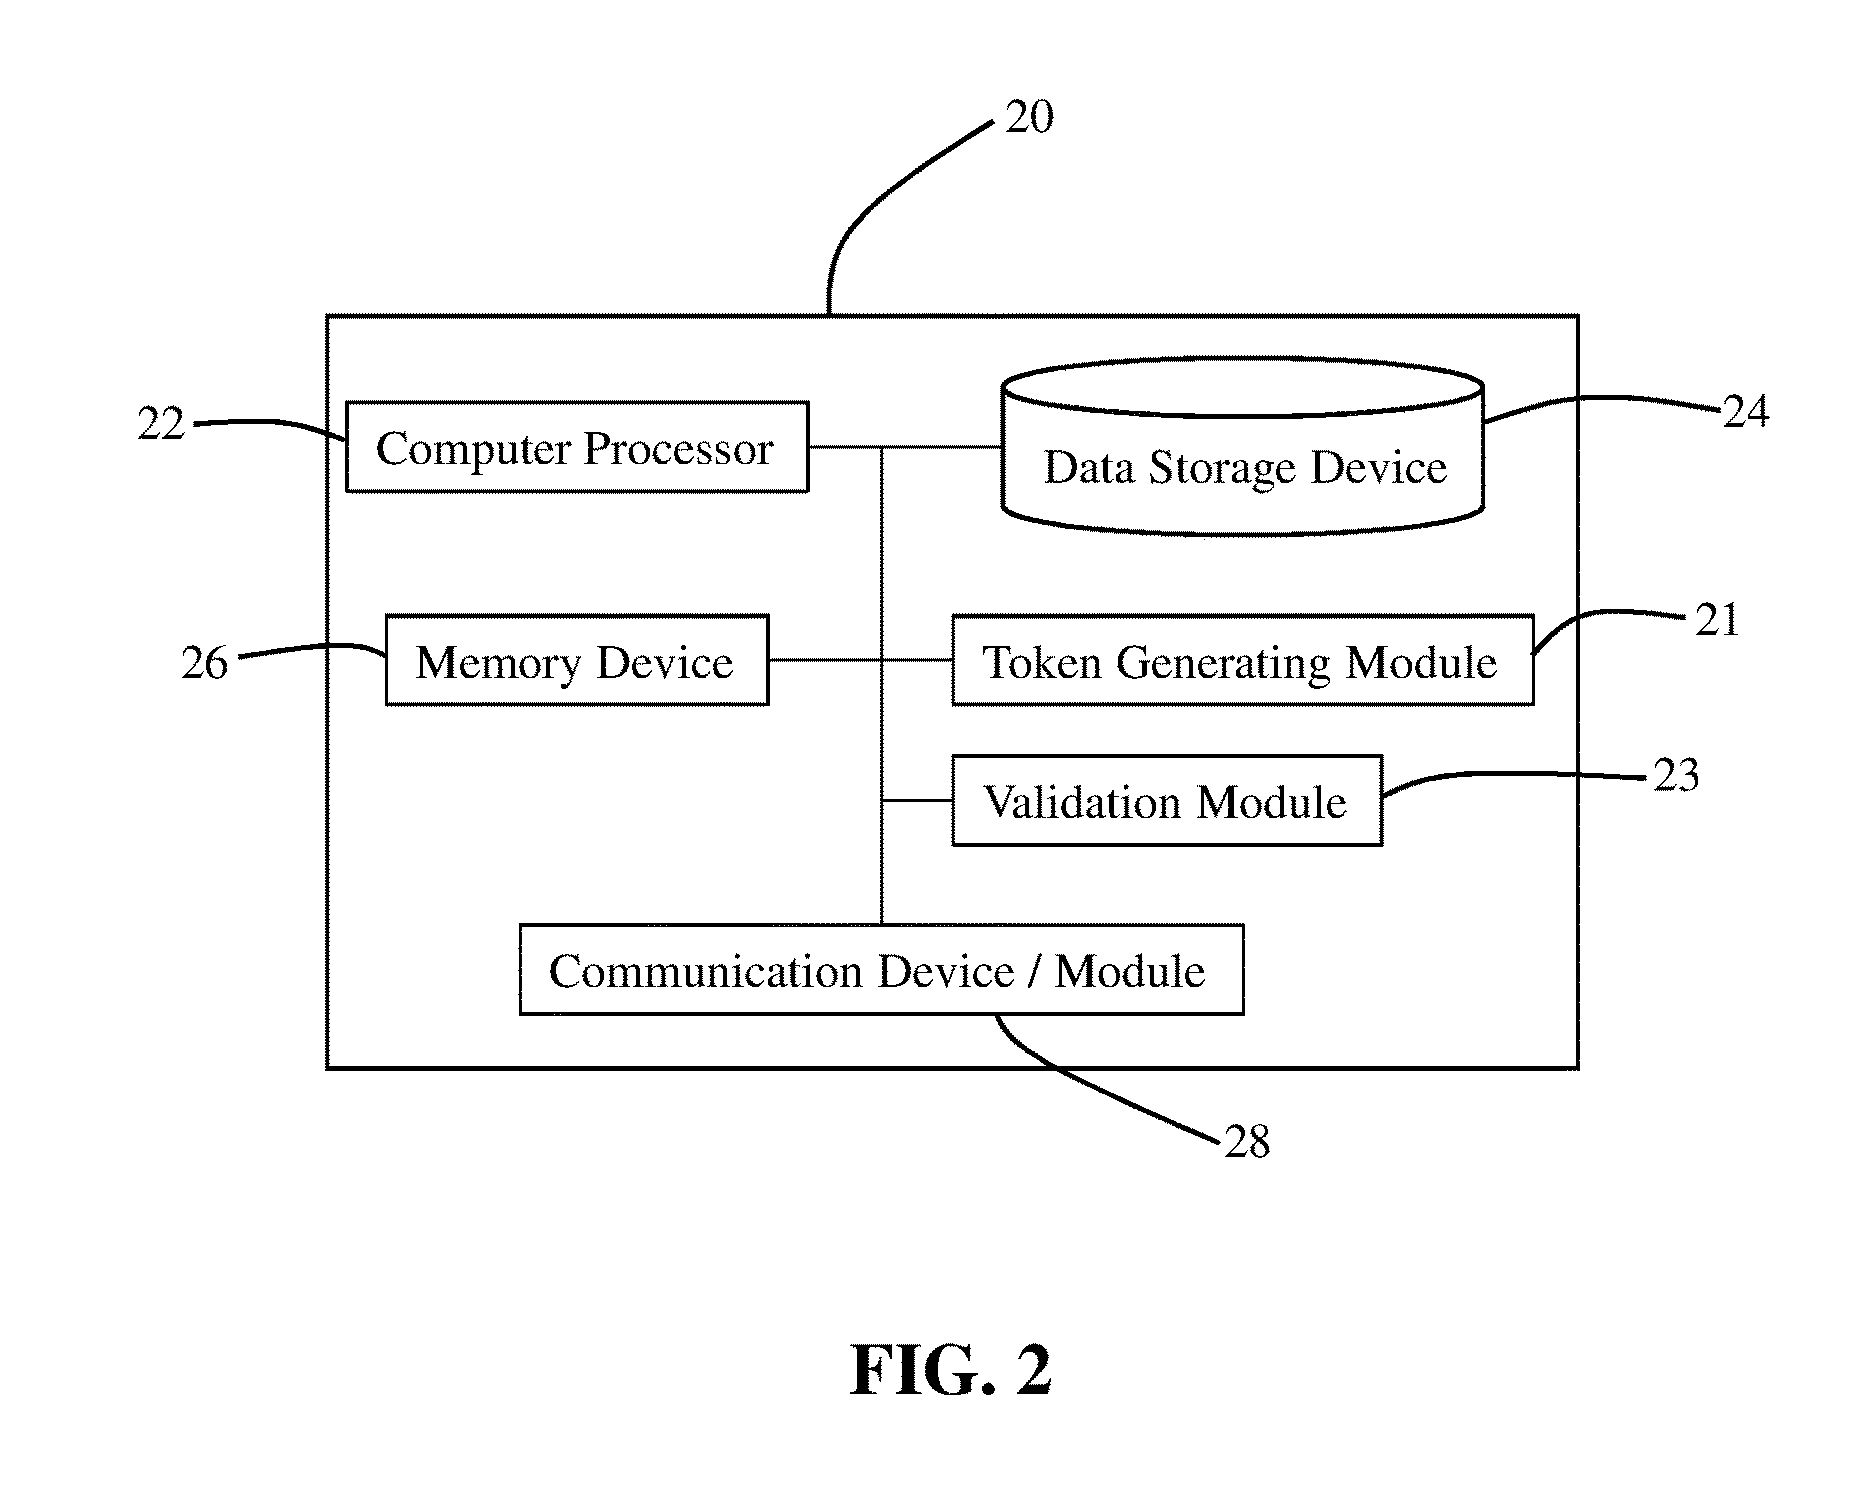 20
22
Computer Processor
Data Storage Device
24
26
Memory Device
Token Generating Module
21
Validation Module
23
Communication Device / Module
28
FIG. 2